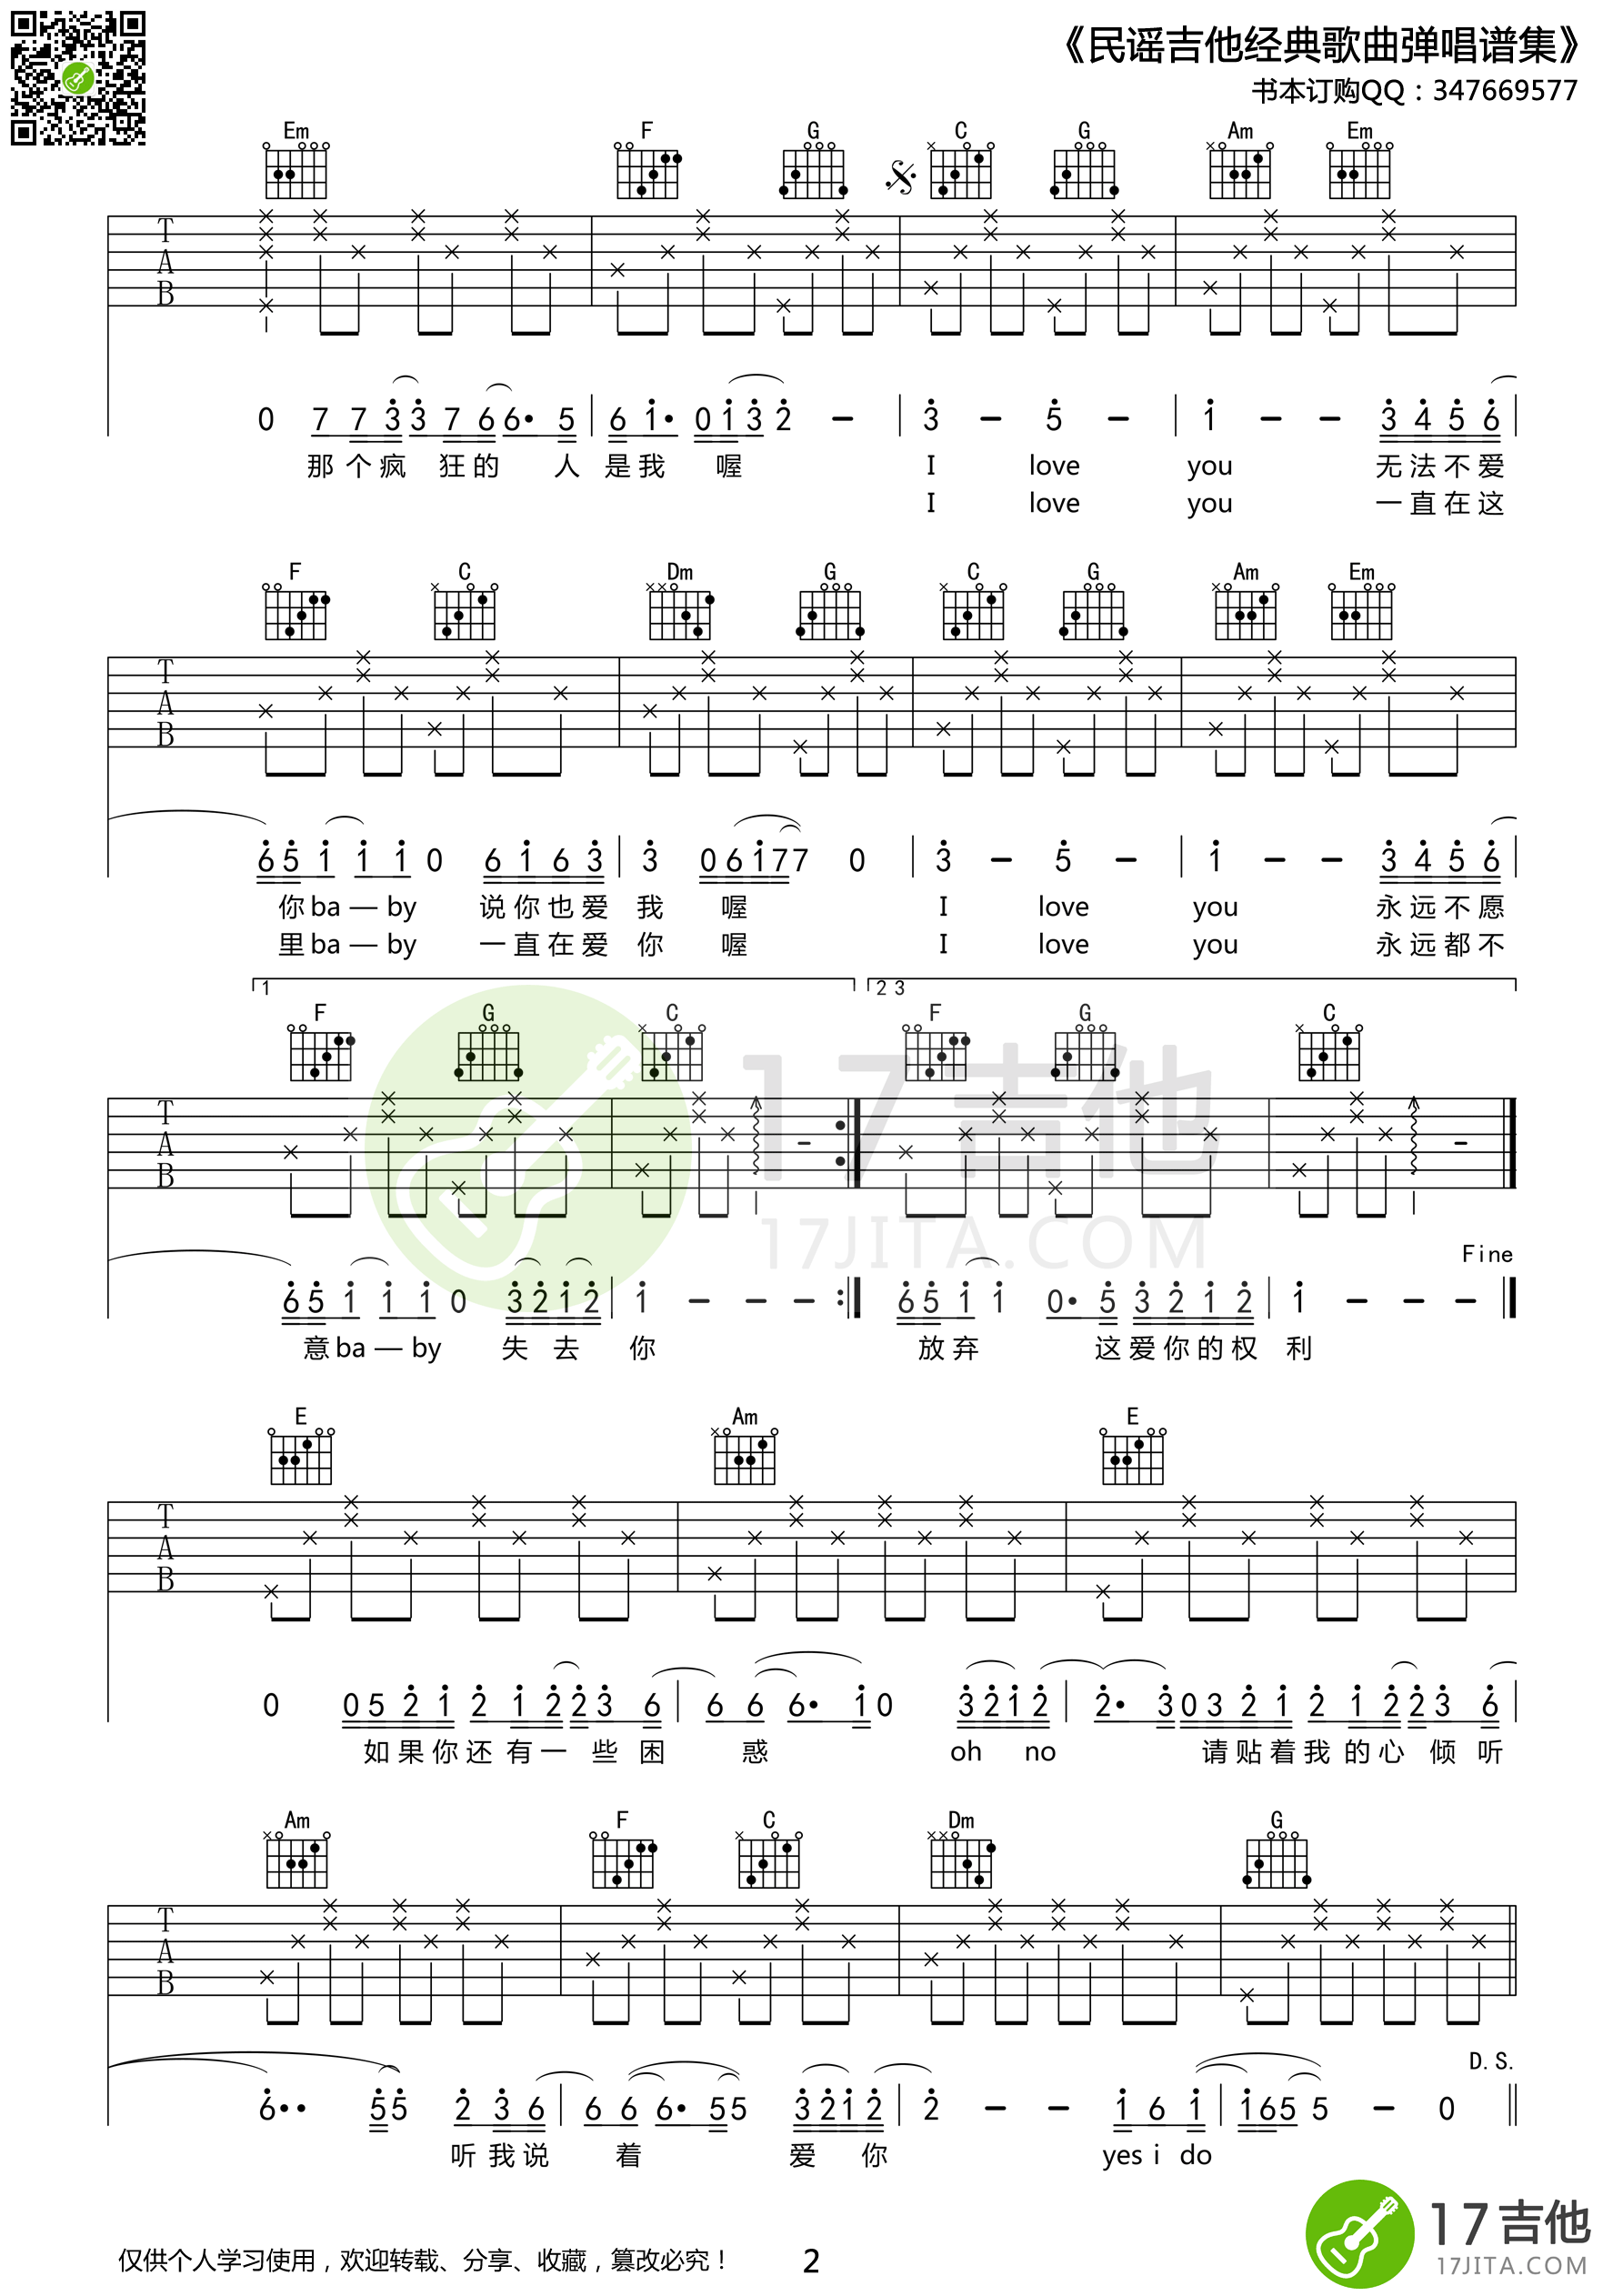 《民谣吉他经典歌曲弹唱谱集》
书本订购QQ：347669577
Em F G C G Am Em
T
A
B
0 7 7 3 3 7 6 6· 5 | 6 1· 0 1 3 2 – | 3 – 5 – | 1 – – 3 4 5 6 |
那个疯 狂的 人 是我 喔 I love you 无法不爱
I love you 一直在这
F C Dm G C G Am Em
T
A
B
6 5 1 1 1 0 6 1 6 3 | 3 0 6 1 7 7 0 | 3 – 5 – | 1 – – 3 4 5 6 |
你ba—by 说你也爱 我 喔 I love you 永远不愿
里ba—by 一直在爱 你 喔 I love you 永远都不
1 2 3
F G C F G C
T
A
B
17吉他
17JITA.COM
Fine
6 5 1 1 1 0 3 2 1 2 | 1 – – – :| 6 5 1 1 0· 5 3 2 1 2 | 1 – – – ||
意ba—by 失去 你 放弃 这爱你的权 利
E Am E
T
A
B
0 0 5 2 1 2 1 2 2 3 6 | 6 6 6· 1 0 3 2 1 2 | 2· 3 0 3 2 1 2 1 2 2 3 6 |
如果你还有一 些困 惑 oh no 请贴着我的心 倾听
Am F C Dm G
T
A
B
D.S.
6·· 5 5 2 3 6 | 6 6 6· 5 5 3 2 1 2 | 2 – – 1 6 1 | 1 6 5 5 – 0 ||
听我说 着 爱 你 yes i do
仅供个人学习使用，欢迎转载、分享、收藏，篡改必究！ 2
17吉他
17JITA.COM